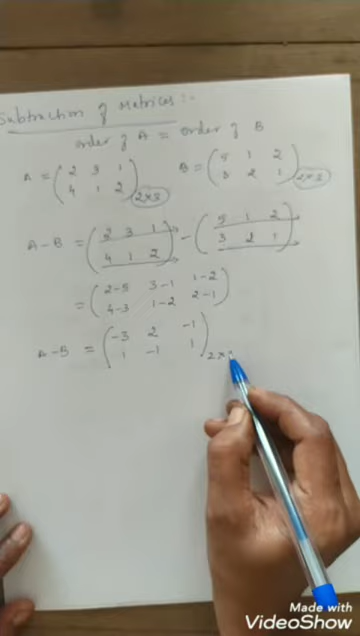 Subtraction of Matrices :-
order of A = order of B
A = ( 2 3 1 B = ( 5 1 2
4 1 2 ) 2×3 3 2 1 ) 2×3
A-B = ( 2 3 1 - ( 5 1 2
4 1 2 ) 3 2 1 )
= ( 2-5 3-1 1-2
4-3 1-2 2-1 )
A-B = ( -3 2 -1
1 -1 1 ) 2×
Made with
VideoShow